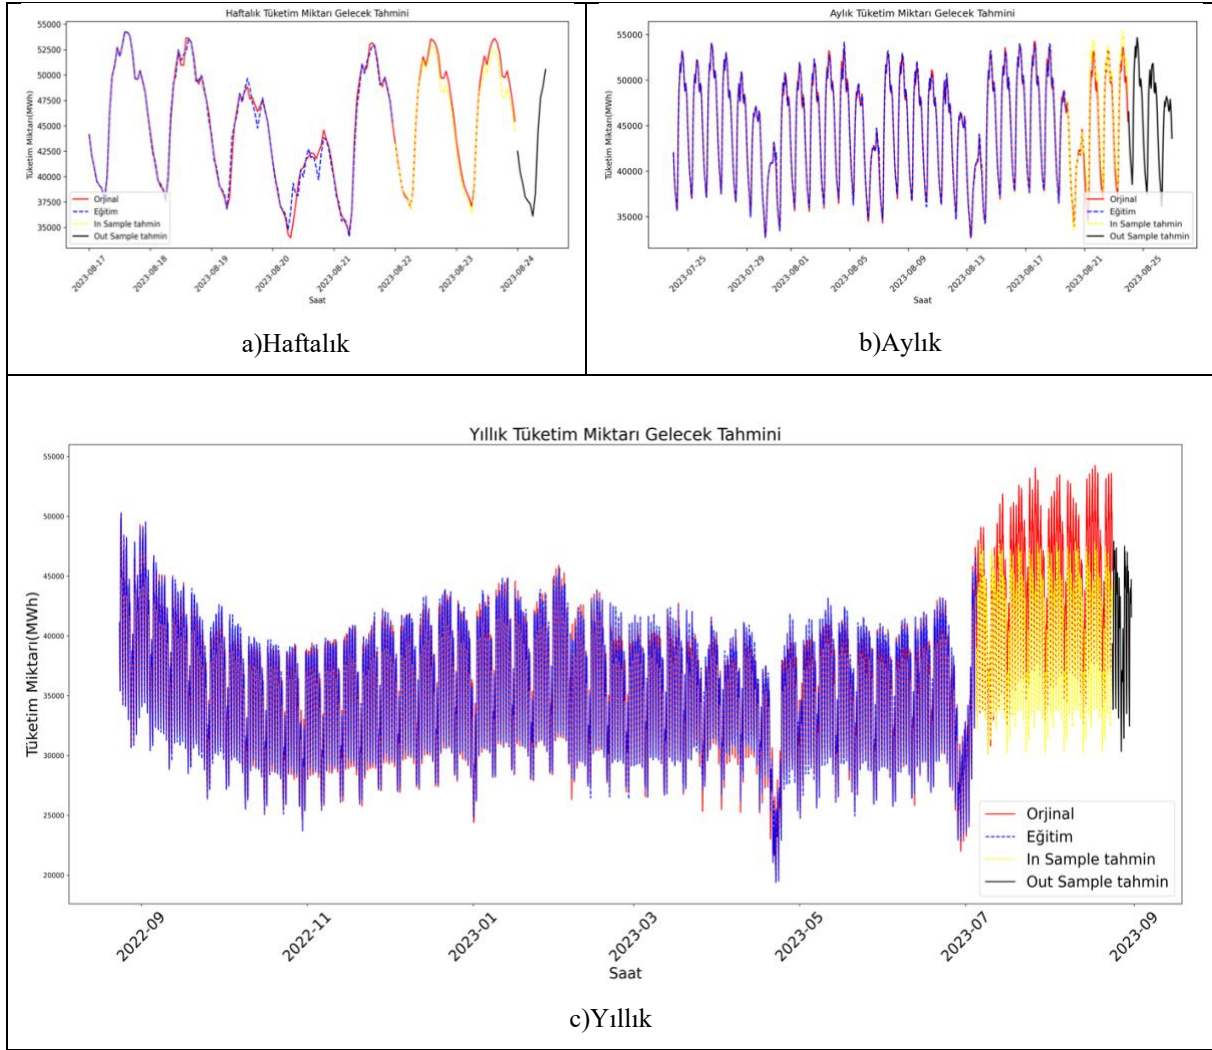 Haftalık Tüketim Miktarı Gelecek Tahmini
55000
52500
50000
47500
45000
42500
40000
37500
35000
Tüketim Miktarı(MWh)
Orjinal
Eğitim
In Sample tahmin
Out Sample tahmin
2023-08-17
2023-08-18
2023-08-19
2023-08-20
2023-08-21
2023-08-22
2023-08-23
2023-08-24
Saat
a)Haftalık
Aylık Tüketim Miktarı Gelecek Tahmini
55000
50000
45000
40000
35000
Tüketim Miktarı(MWh)
Orjinal
Eğitim
In Sample tahmin
Out Sample tahmin
2023-07-25
2023-07-29
2023-08-01
2023-08-05
2023-08-09
2023-08-13
2023-08-17
2023-08-21
2023-08-25
Saat
b)Aylık
Yıllık Tüketim Miktarı Gelecek Tahmini
55000
50000
45000
40000
35000
30000
25000
20000
Tüketim Miktarı(MWh)
Orjinal
Eğitim
In Sample tahmin
Out Sample tahmin
2022-09
2022-11
2023-01
2023-03
2023-05
2023-07
2023-09
Saat
c)Yıllık